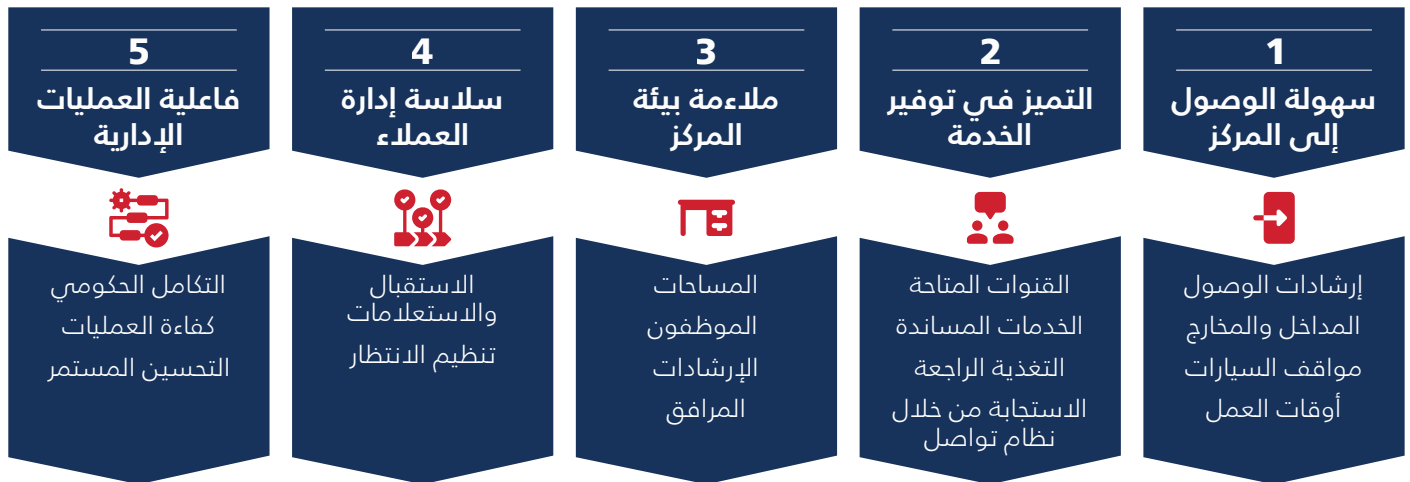 1
سهولة الوصول
إلى المركز
إرشادات الوصول
المداخل والمخارج
مواقف السيارات
أوقات العمل
2
التميز في توفير
الخدمة
القنوات المتاحة
الخدمات المساندة
التغذية الراجعة
الاستجابة من خلال
نظام تواصل
3
ملاءمة بيئة
المركز
المساحات
الموظفون
الإرشادات
المرافق
4
سلاسة إدارة
العملاء
الاستقبال
والاستعلامات
تنظيم الانتظار
5
فاعلية العمليات
الإدارية
التكامل الحكومي
كفاءة العمليات
التحسين المستمر